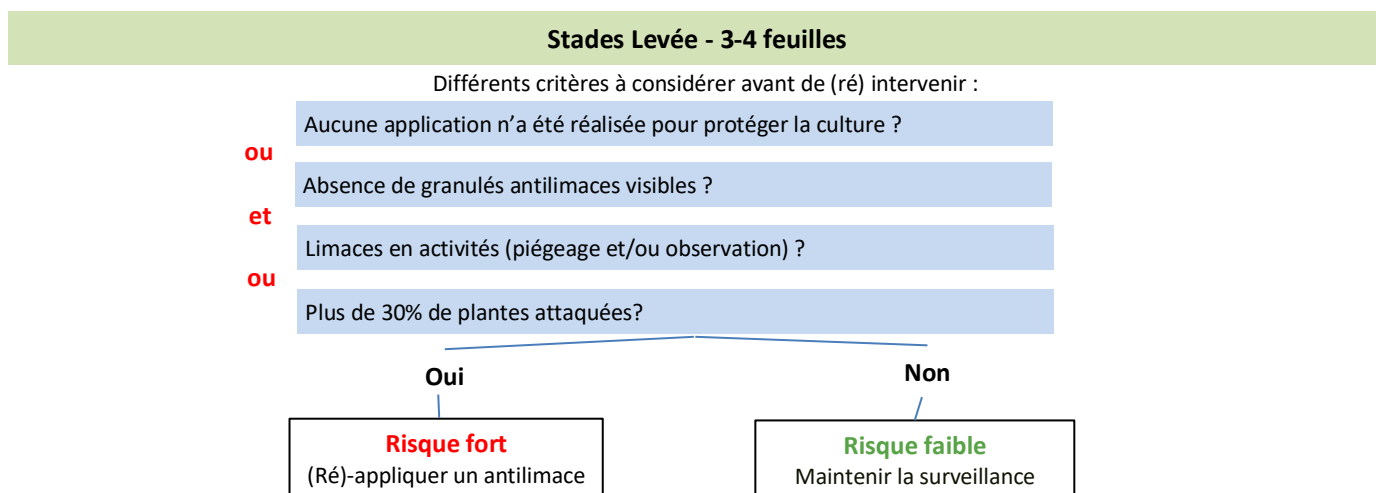 Stades Levée - 3-4 feuilles
Différents critères à considérer avant de (ré) intervenir :
Aucune application n'a été réalisée pour protéger la culture ?
ou
Absence de granulés antilimaces visibles ?
et
Limaces en activités (piégeage et/ou observation) ?
ou
Plus de 30% de plantes attaquées?
Oui
Non
Risque fort
(Ré)-appliquer un antilimace
Risque faible
Maintenir la surveillance